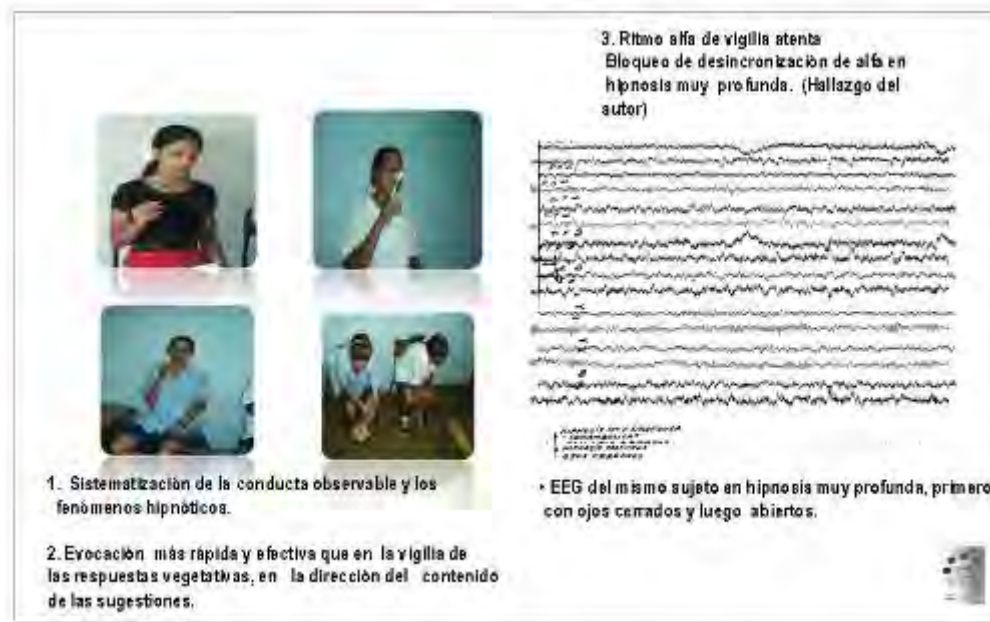 3. Ritmo alfa de vigilia atenta
Bloqueo de desincronización de alfa en
hipnosis muy profunda. (Hallazgo del
autor)
1. Sistematización de la conducta observable y los
fenómenos hipnóticos.
2. Evocación más rápida y efectiva que en la vigilia de
las respuestas vegetativas, en la dirección del contenido
de las sugestiones.
• EEG del mismo sujeto en hipnosis muy profunda, primero
con ojos cerrados y luego abiertos.